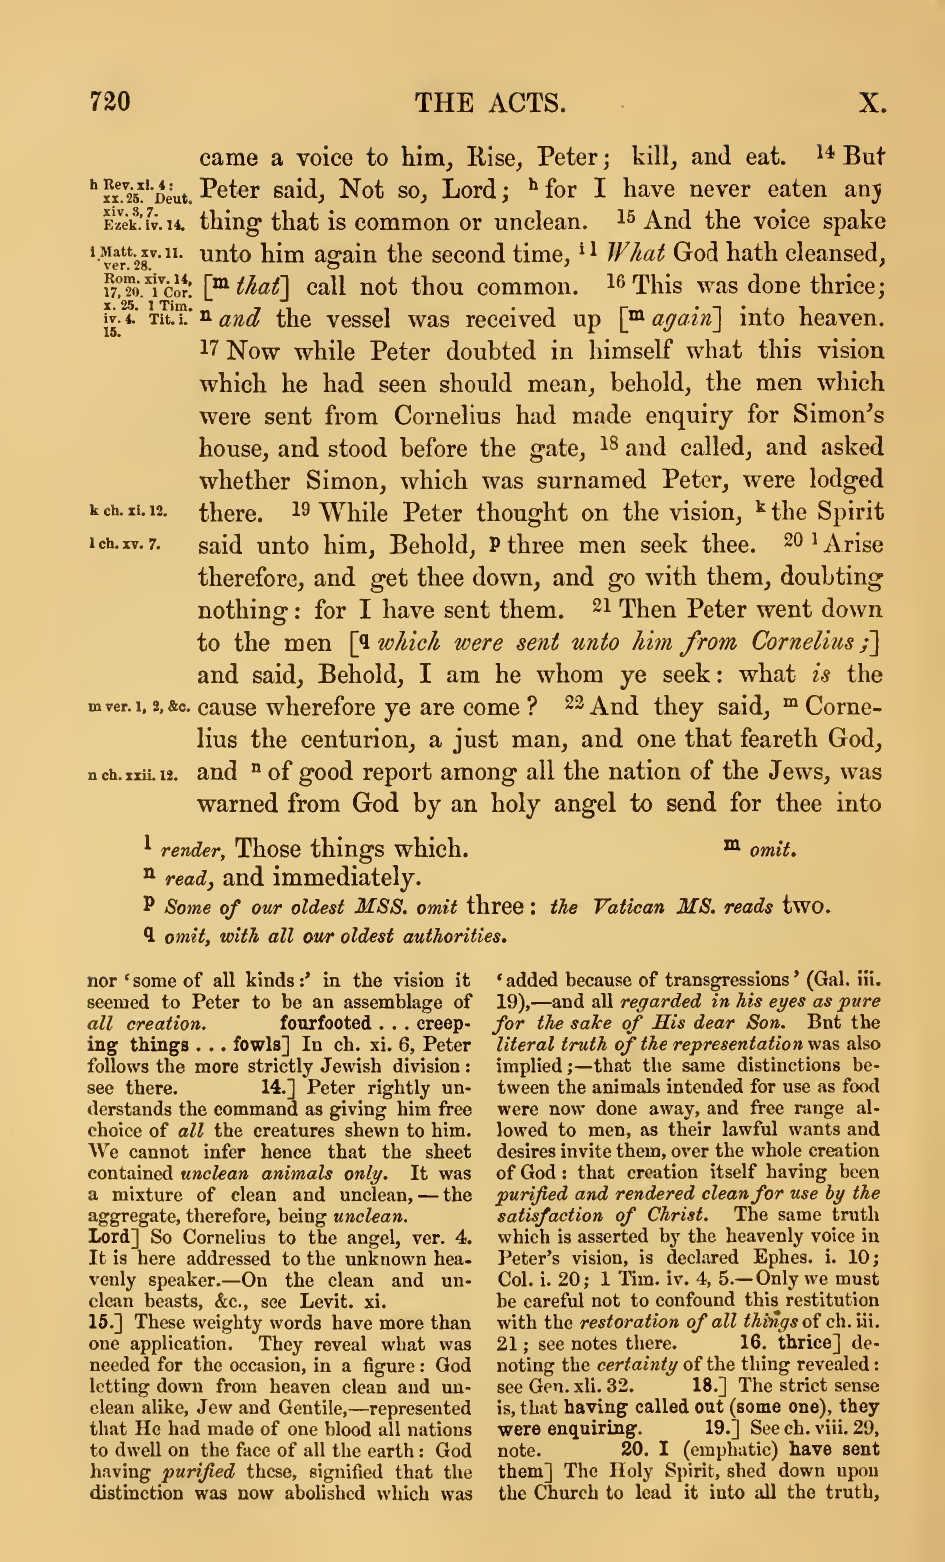 720
THE ACTS.
X.
came a voice to him, Rise, Peter; kill, and eat. 14 But
Peter said, Not so, Lord; h for I have never eaten any
thing that is common or unclean. 15 And the voice spake
unto him again the second time, i l What God hath cleansed,
[m that] call not thou common. 16 This was done thrice;
n and the vessel was received up [m again] into heaven.
17 Now while Peter doubted in himself what this vision
which he had seen should mean, behold, the men which
were sent from Cornelius had made enquiry for Simon's
house, and stood before the gate, 18 and called, and asked
whether Simon, which was surnamed Peter, were lodged
there. 19 While Peter thought on the vision, k the Spirit
said unto him, Behold, p three men seek thee. 20 l Arise
therefore, and get thee down, and go with them, doubting
nothing: for I have sent them. 21 Then Peter went down
to the men [q which were sent unto him from Cornelius;]
and said, Behold, I am he whom ye seek: what is the
cause wherefore ye are come? 22 And they said, m Corne-
lius the centurion, a just man, and one that feareth God,
and n of good report among all the nation of the Jews, was
warned from God by an holy angel to send for thee into
h Rev. xi. 4:
xx. 25. Deut.
xiv. 3, 7.
Ezek. iv. 14.
i Matt. xv. 11.
ver. 28.
Rom. xiv. 14,
17, 20. 1 Cor.
x. 25. 1 Tim.
iv. 4. Tit. i.
15.
k ch. xi. 12.
l ch. xv. 7.
m ver. 1, 2, &c.
n ch. xxii. 12.
l render, Those things which.
m omit.
n read, and immediately.
p Some of our oldest MSS. omit three: the Vatican MS. reads two.
q omit, with all our oldest authorities.
nor 'some of all kinds:' in the vision it
seemed to Peter to be an assemblage of
all creation. fourfooted . . . creep-
ing things . . . fowls] In ch. xi. 6, Peter
follows the more strictly Jewish division:
see there. 14.] Peter rightly un-
derstands the command as giving him free
choice of all the creatures shewn to him.
We cannot infer hence that the sheet
contained unclean animals only. It was
a mixture of clean and unclean,—the
aggregate, therefore, being unclean.
Lord] So Cornelius to the angel, ver. 4.
It is here addressed to the unknown hea-
venly speaker.—On the clean and un-
clean beasts, &c., see Levit. xi.
15.] These weighty words have more than
one application. They reveal what was
needed for the occasion, in a figure: God
letting down from heaven clean and un-
clean alike, Jew and Gentile,—represented
that He had made of one blood all nations
to dwell on the face of all the earth: God
having purified these, signified that the
distinction was now abolished which was
'added because of transgressions' (Gal. iii.
19),—and all regarded in his eyes as pure
for the sake of His dear Son. But the
literal truth of the representation was also
implied;—that the same distinctions be-
tween the animals intended for use as food
were now done away, and free range al-
lowed to men, as their lawful wants and
desires invite them, over the whole creation
of God: that creation itself having been
purified and rendered clean for use by the
satisfaction of Christ. The same truth
which is asserted by the heavenly voice in
Peter's vision, is declared Ephes. i. 10;
Col. i. 20; 1 Tim. iv. 4, 5.—Only we must
be careful not to confound this restitution
with the restoration of all things of ch. iii.
21; see notes there. 16. thrice] de-
noting the certainty of the thing revealed:
see Gen. xli. 32. 18.] The strict sense
is, that having called out (some one), they
were enquiring. 19.] See ch. viii. 29,
note. 20. I (emphatic) have sent
them] The Holy Spirit, shed down upon
the Church to lead it into all the truth,